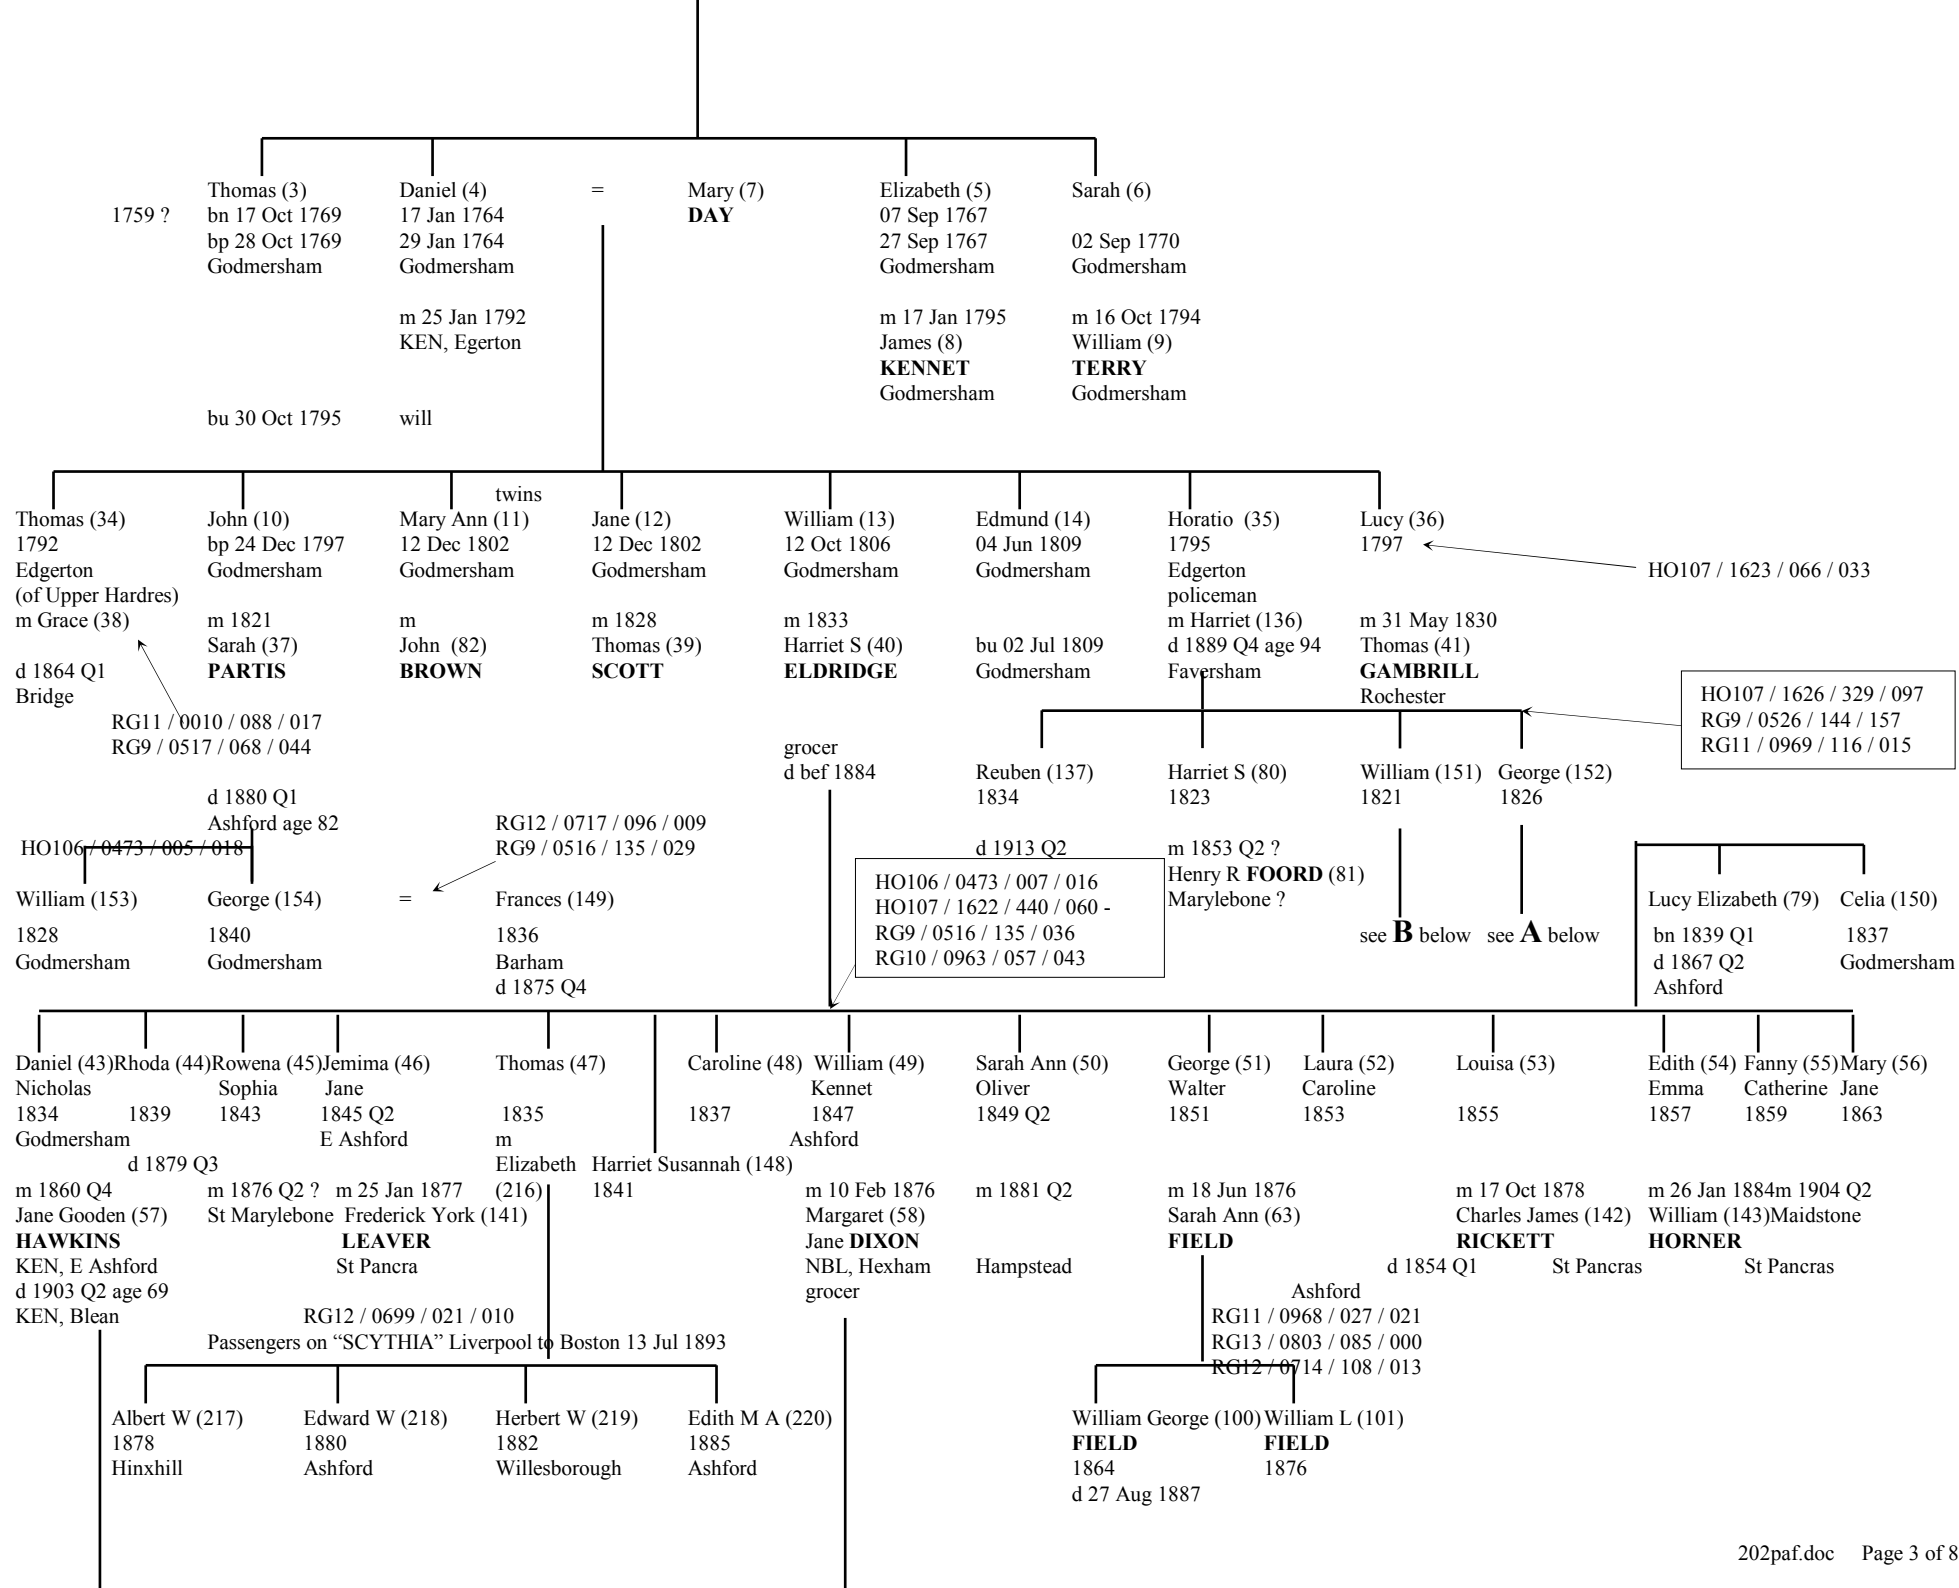 Thomas (3) Daniel (4) = Mary (7) Elizabeth (5) Sarah (6)
1759 ? bn 17 Oct 1769 17 Jan 1764 DAY 07 Sep 1767
bp 28 Oct 1769 29 Jan 1764 27 Sep 1767 02 Sep 1770
Godmersham Godmersham Godmersham Godmersham
m 25 Jan 1792 m 17 Jan 1795 m 16 Oct 1794
KEN, Egerton James (8) William (9)
KENNET TERRY
Godmersham Godmersham
bu 30 Oct 1795 will
twins
Thomas (34) John (10) Mary Ann (11) Jane (12) William (13) Edmund (14) Horatio (35) Lucy (36)
1792 bp 24 Dec 1797 12 Dec 1802 12 Dec 1802 12 Oct 1806 04 Jun 1809 1795 1797
Edgerton Godmersham Godmersham Godmersham Godmersham Godmersham Edgerton HO107 / 1623 / 066 / 033
(of Upper Hardres) policeman
m Grace (38) m 1821 m m 1828 m 1833 m Harriet (136) m 31 May 1830
Sarah (37) John (82) Thomas (39) Harriet S (40) bu 02 Jul 1809 d 1889 Q4 age 94 Thomas (41)
d 1864 Q1 PARTIS BROWN SCOTT ELDRIDGE Godmersham Faversham GAMBRILL
Bridge Rochester HO107 / 1626 / 329 / 097
RG11 / 0010 / 088 / 017 RG9 / 0526 / 144 / 157
RG9 / 0517 / 068 / 044 grocer RG11 / 0969 / 116 / 015
d bef 1884 Reuben (137) Harriet S (80) William (151) George (152)
d 1880 Q1 1834 1823 1821 1826
Ashford age 82 RG12 / 0717 / 096 / 009
HO106 / 0473 / 005 / 018 RG9 / 0516 / 135 / 029 d 1913 Q2 m 1853 Q2 ?
HO106 / 0473 / 007 / 016 Henry R FOORD (81)
William (153) George (154) = Frances (149) HO107 / 1622 / 440 / 060 - Marylebone ? Lucy Elizabeth (79) Celia (150)
1828 1840 1836 RG9 / 0516 / 135 / 036 see B below see A below bn 1839 Q1 1837
Godmersham Godmersham Barham RG10 / 0963 / 057 / 043 d 1867 Q2 Godmersham
d 1875 Q4 Ashford
Daniel (43) Rhoda (44) Rowena (45) Jemima (46) Thomas (47) Caroline (48) William (49) Sarah Ann (50) George (51) Laura (52) Louisa (53) Edith (54) Fanny (55) Mary (56)
Nicholas Sophia Jane Kennet Oliver Walter Caroline Emma Catherine Jane
1834 1839 1843 1845 Q2 1835 1837 1847 1849 Q2 1851 1853 1855 1857 1859 1863
Godmersham E Ashford m Ashford
d 1879 Q3 Elizabeth Harriet Susannah (148)
m 1860 Q4 m 1876 Q2 ? m 25 Jan 1877 (216) 1841 m 10 Feb 1876 m 1881 Q2 m 18 Jun 1876 m 17 Oct 1878 m 26 Jan 1884 m 1904 Q2
Jane Gooden (57) St Marylebone Frederick York (141) Margaret (58) Sarah Ann (63) Charles James (142) William (143) Maidstone
HAWKINS LEAVER Jane DIXON FIELD RICKETT HORNER
KEN, E Ashford St Pancra NBL, Hexham Hampstead d 1854 Q1 St Pancras St Pancras
d 1903 Q2 age 69 grocer Ashford
KEN, Blean RG12 / 0699 / 021 / 010 RG11 / 0968 / 027 / 021
Passengers on “SCYTHIA” Liverpool to Boston 13 Jul 1893 RG13 / 0803 / 085 / 000
RG12 / 0714 / 108 / 013
Albert W (217) Edward W (218) Herbert W (219) Edith M A (220) William George (100) William L (101)
1878 1880 1882 1885 FIELD FIELD
Hinxhill Ashford Willesborough Ashford 1864 1876
d 27 Aug 1887
202paf.doc Page 3 of 8